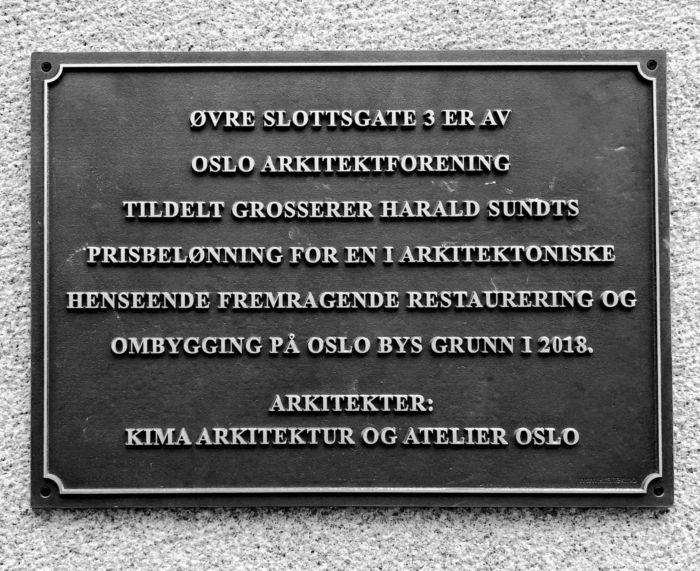 ØVRE SLOTTSGATE 3 ER AV
OSLO ARKITEKTFORENING
TILDELT GROSSERER HARALD SUNDTS
PRISBELØNNING FOR EN I ARKITEKTONISKE
HENSEENDE FREMRAGENDE RESTAURERING OG
OMBYGGING PÅ OSLO BYS GRUNN I 2018.
ARKITEKTER:
KIMA ARKITEKTUR OG ATELIER OSLO